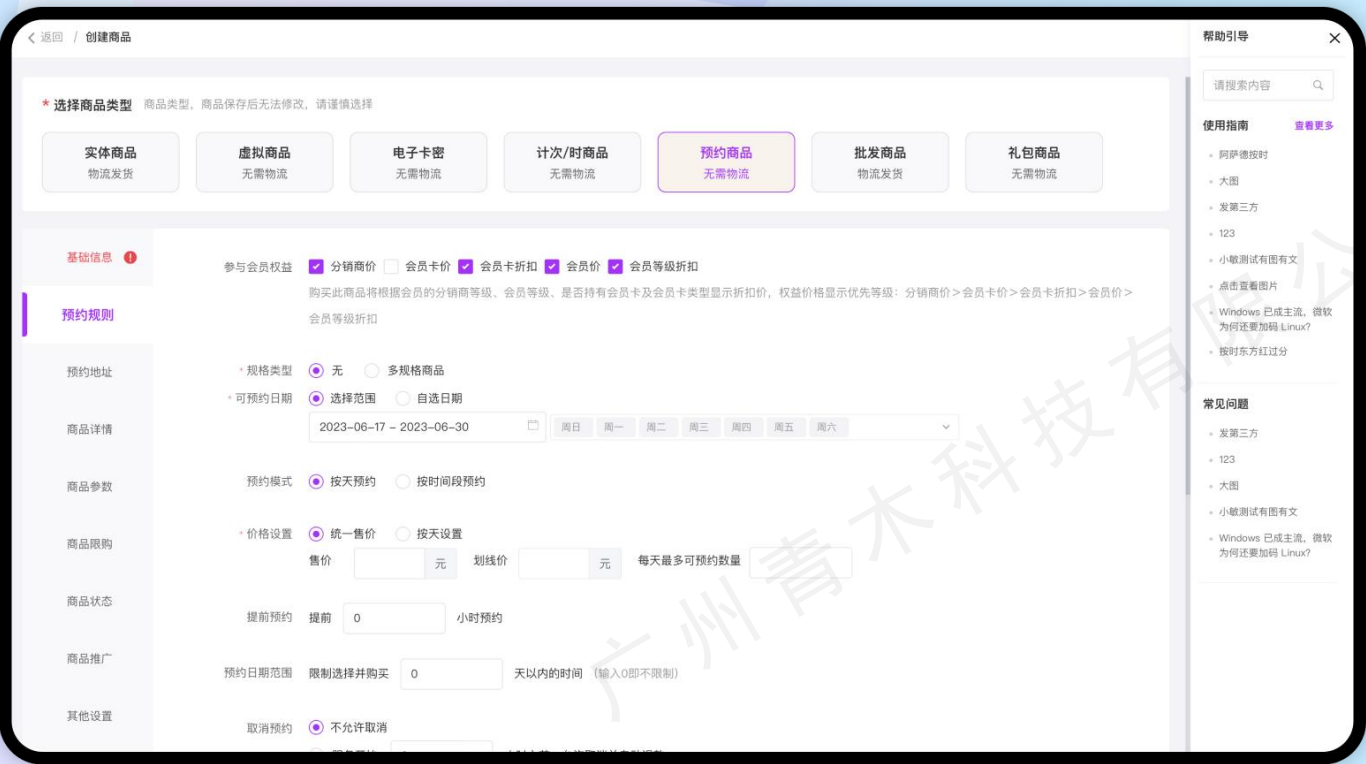 返回 / 创建商品
* 选择商品类型 商品类型，商品保存后无法修改，请谨慎选择
实体商品 虚拟商品 电子卡密 计次/时商品 预约商品 批发商品 礼包商品
物流发货 无需物流 无需物流 无需物流 无需物流 物流发货 无需物流
基础信息
预约规则
预约地址
商品详情
商品参数
商品限购
商品状态
商品推广
其他设置
参与会员权益 分销商价 会员卡价 会员卡折扣 会员价 会员等级折扣
购买此商品将根据会员的分销商等级、会员等级、是否持有会员卡及会员卡类型显示折扣价，权益价格显示优先等级：分销商价＞会员卡价＞会员卡折扣＞会员价＞
会员等级折扣
* 规格类型 无 多规格商品
* 可预约日期 选择范围 自选日期
2023-06-17 - 2023-06-30 周日 周一 周二 周三 周四 周五 周六
预约模式 按天预约 按时间段预约
* 价格设置 统一售价 按天设置
售价 元 划线价 元 每天最多可预约数量
提前预约 提前 0 小时预约
预约日期范围 限制选择并购买 0 天以内的时间 （输入0即不限制）
取消预约 不允许取消
帮助引导
请搜索内容
使用指南 查看更多
阿萨德按时
大图
发第三方
123
小敏测试有图有文
点击查看图片
Windows 已成主流，微软
为何还要加码 Linux?
按时东方红过分
常见问题
发第三方
123
大图
小敏测试有图有文
Windows 已成主流，微软
为何还要加码 Linux?
广州青木科技有限公